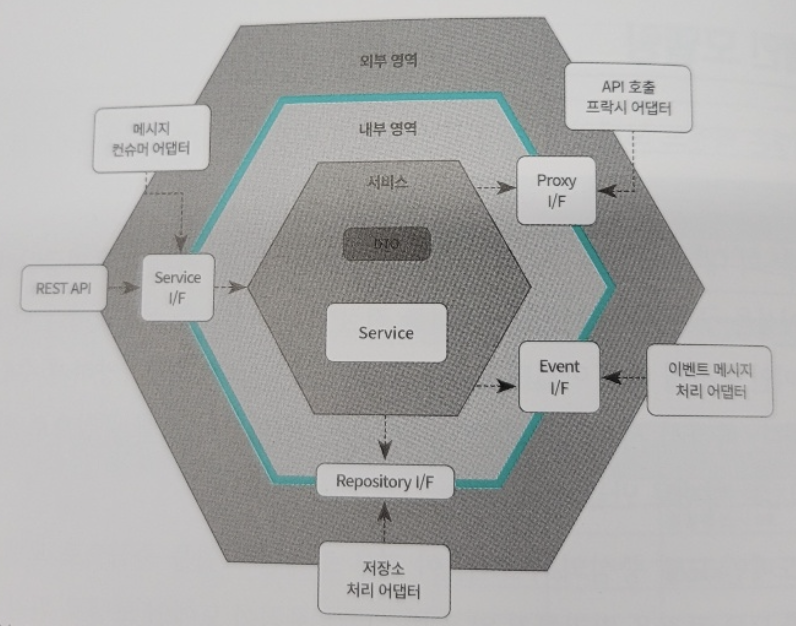 외부 영역
API 호출
프락시 어댑터
메시지
컨슈머 어댑터
내부 영역
서비스
Proxy
I/F
DTO
REST API
Service
I/F
Service
Event
I/F
이벤트 메시지
처리 어댑터
Repository I/F
저장소
처리 어댑터